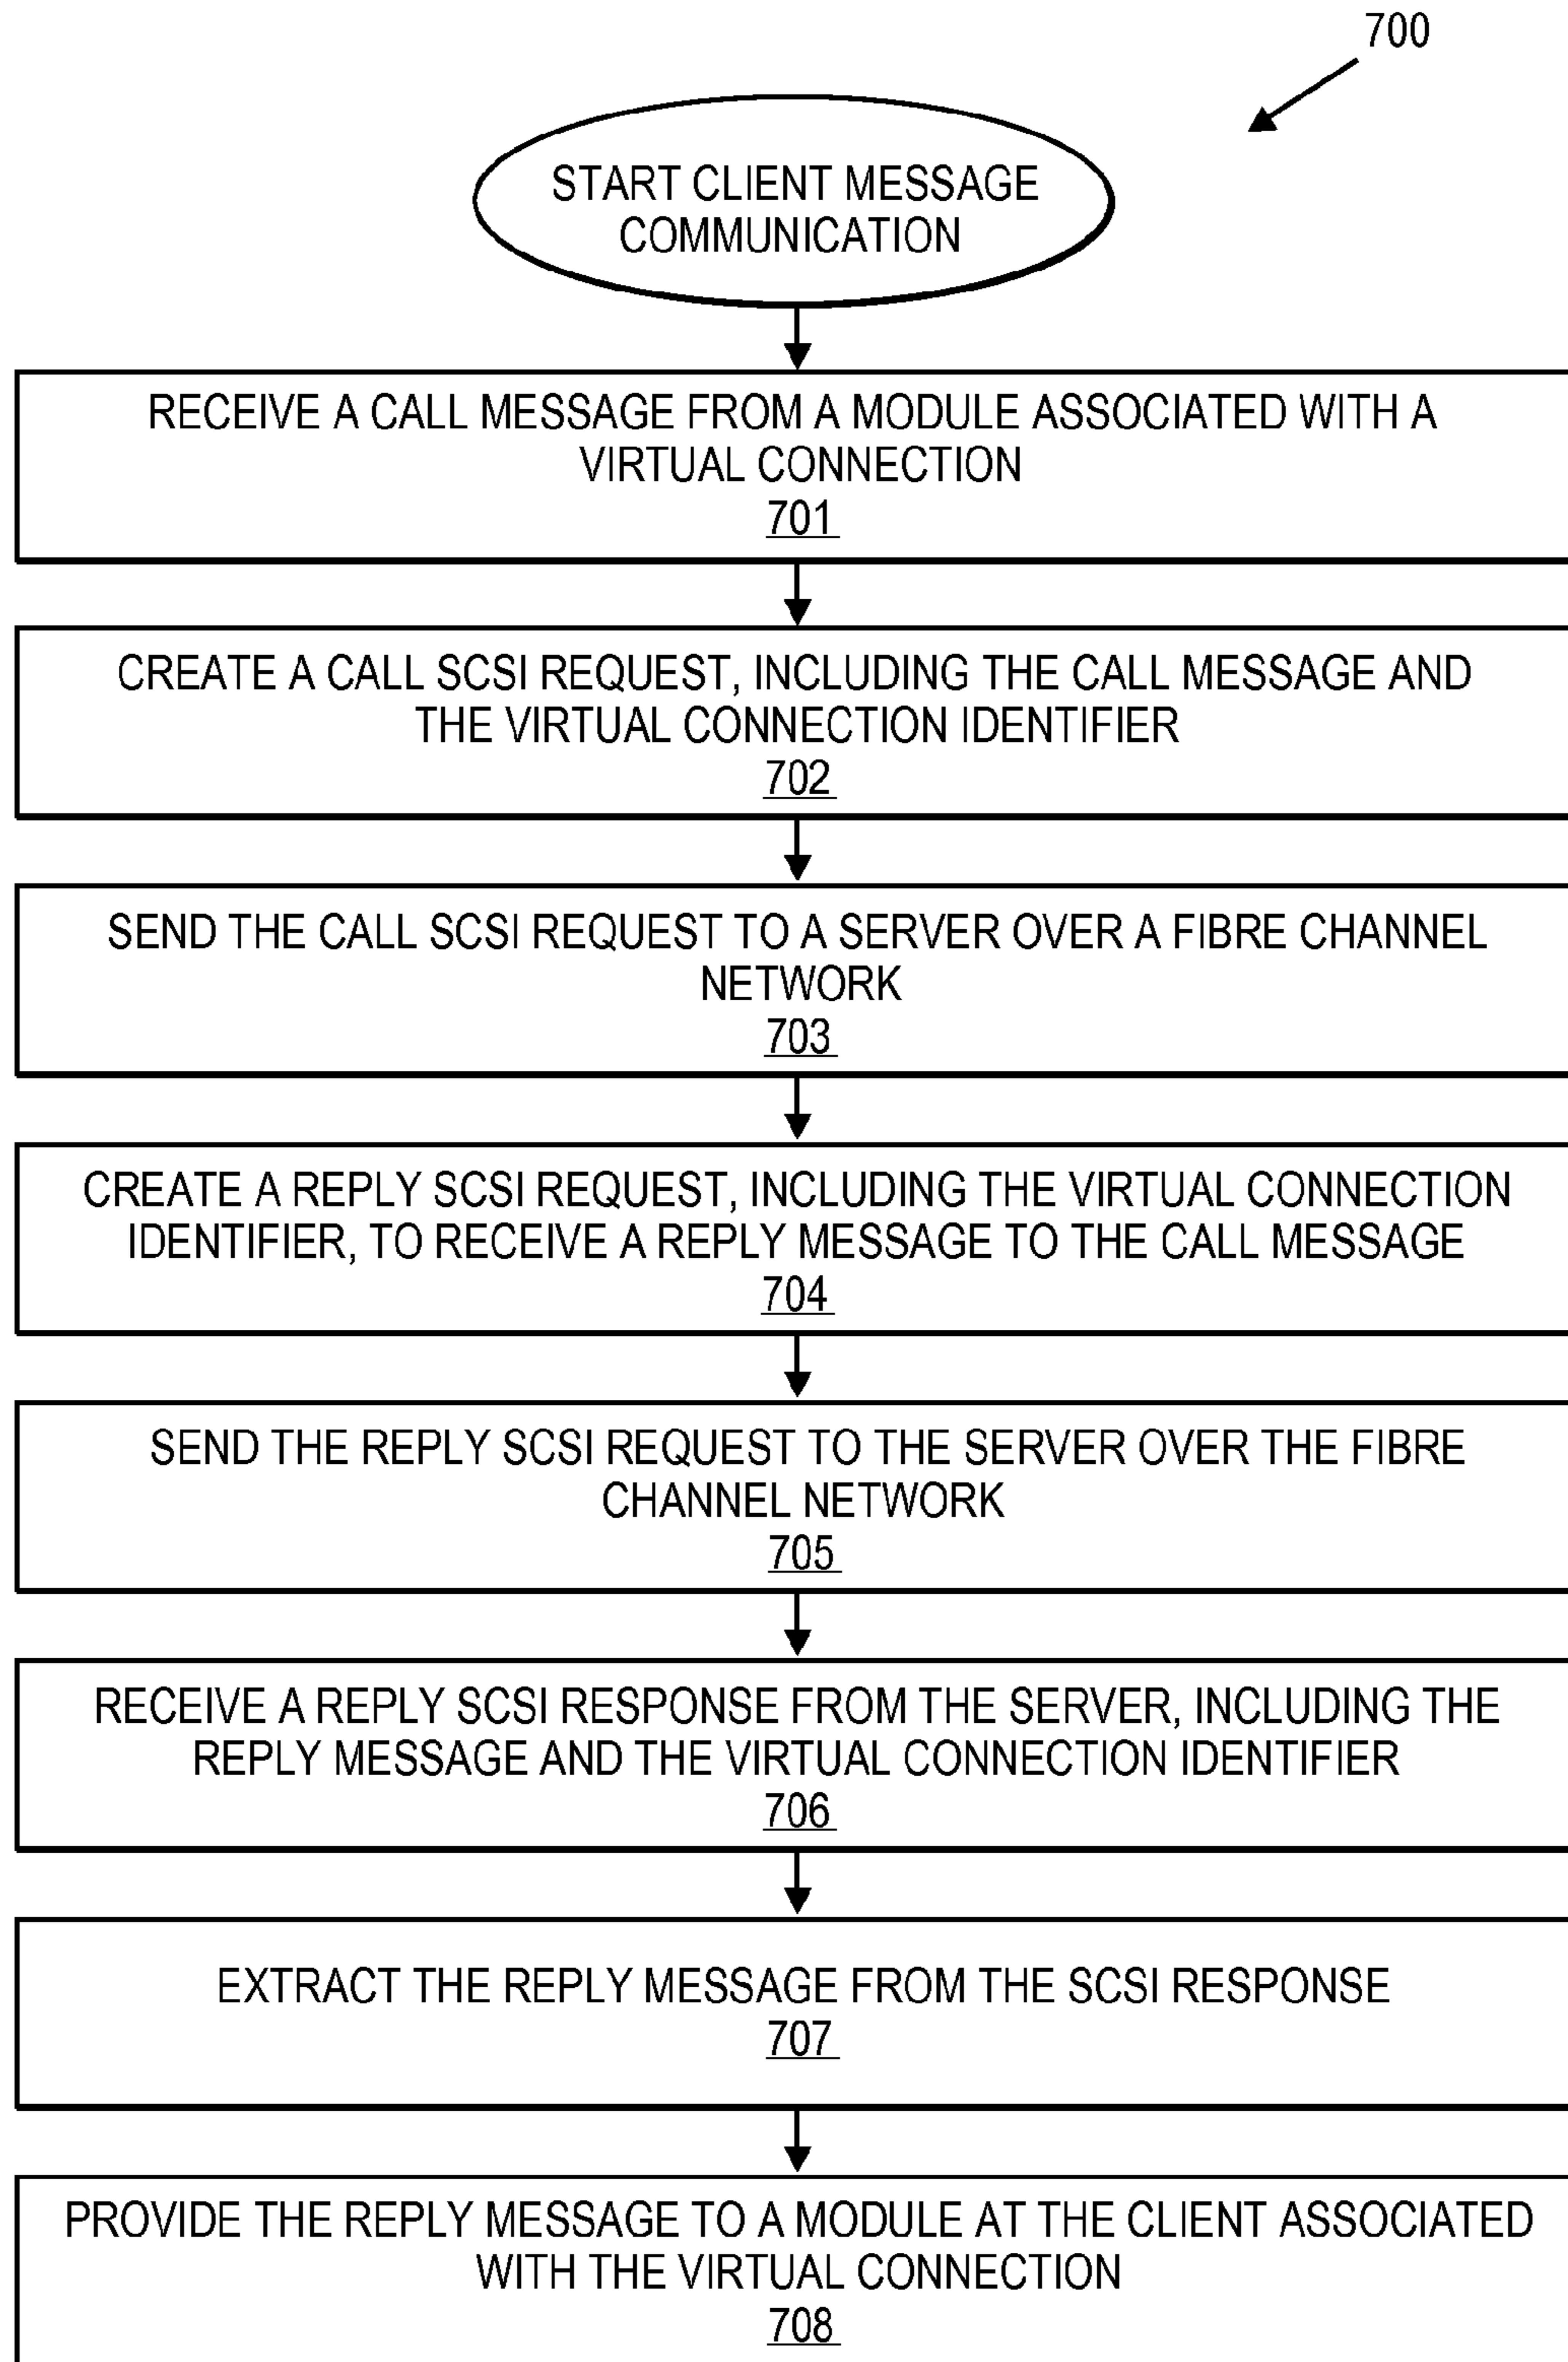 700
START CLIENT MESSAGE
COMMUNICATION
RECEIVE A CALL MESSAGE FROM A MODULE ASSOCIATED WITH A
VIRTUAL CONNECTION
701
CREATE A CALL SCSI REQUEST, INCLUDING THE CALL MESSAGE AND
THE VIRTUAL CONNECTION IDENTIFIER
702
SEND THE CALL SCSI REQUEST TO A SERVER OVER A FIBRE CHANNEL
NETWORK
703
CREATE A REPLY SCSI REQUEST, INCLUDING THE VIRTUAL CONNECTION
IDENTIFIER, TO RECEIVE A REPLY MESSAGE TO THE CALL MESSAGE
704
SEND THE REPLY SCSI REQUEST TO THE SERVER OVER THE FIBRE
CHANNEL NETWORK
705
RECEIVE A REPLY SCSI RESPONSE FROM THE SERVER, INCLUDING THE
REPLY MESSAGE AND THE VIRTUAL CONNECTION IDENTIFIER
706
EXTRACT THE REPLY MESSAGE FROM THE SCSI RESPONSE
707
PROVIDE THE REPLY MESSAGE TO A MODULE AT THE CLIENT ASSOCIATED
WITH THE VIRTUAL CONNECTION
708